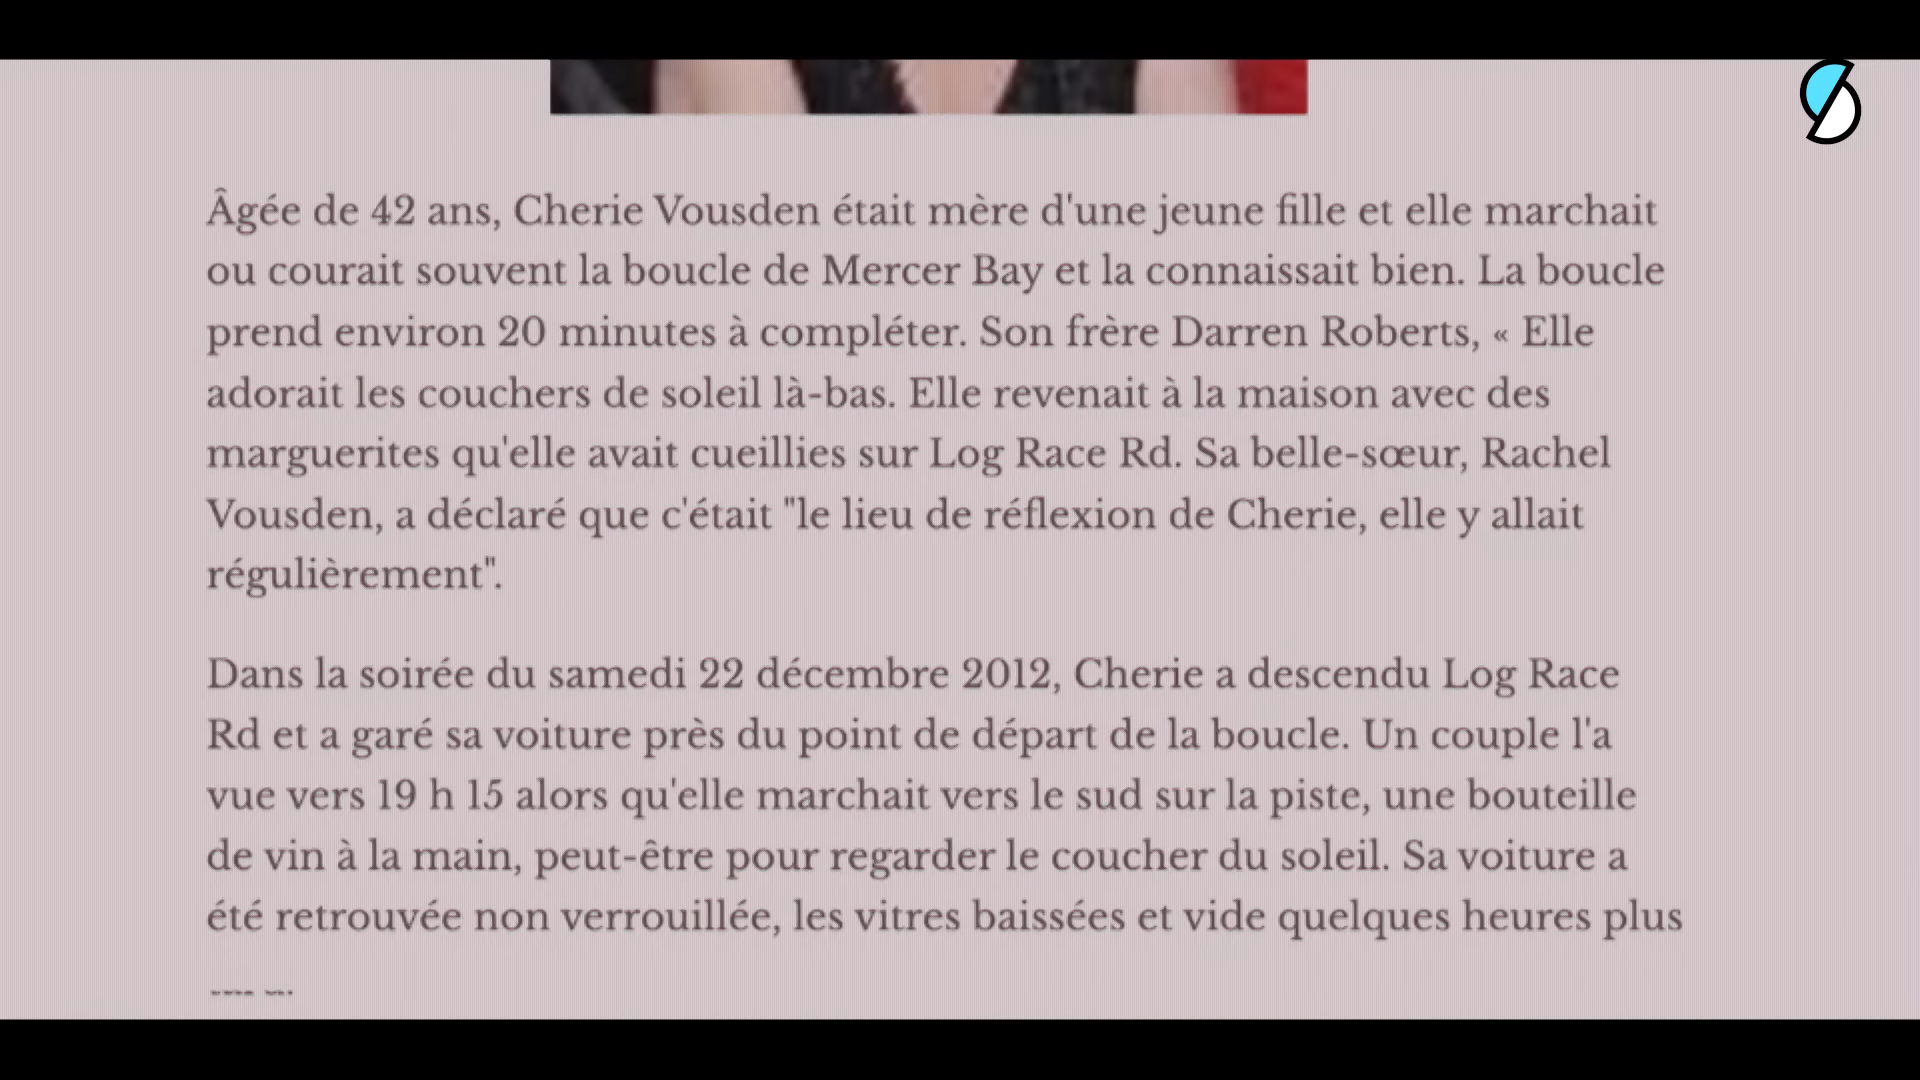 Âgée de 42 ans, Cherie Vousden était mère d'une jeune fille et elle marchait
ou courait souvent la boucle de Mercer Bay et la connaissait bien. La boucle
prend environ 20 minutes à compléter. Son frère Darren Roberts, « Elle
adorait les couchers de soleil là-bas. Elle revenait à la maison avec des
marguerites qu'elle avait cueillies sur Log Race Rd. Sa belle-sœur, Rachel
Vousden, a déclaré que c'était "le lieu de réflexion de Cherie, elle y allait
régulièrement".
Dans la soirée du samedi 22 décembre 2012, Cherie a descendu Log Race
Rd et a garé sa voiture près du point de départ de la boucle. Un couple l'a
vue vers 19 h 15 alors qu'elle marchait vers le sud sur la piste, une bouteille
de vin à la main, peut-être pour regarder le coucher du soleil. Sa voiture a
été retrouvée non verrouillée, les vitres baissées et vide quelques heures plus